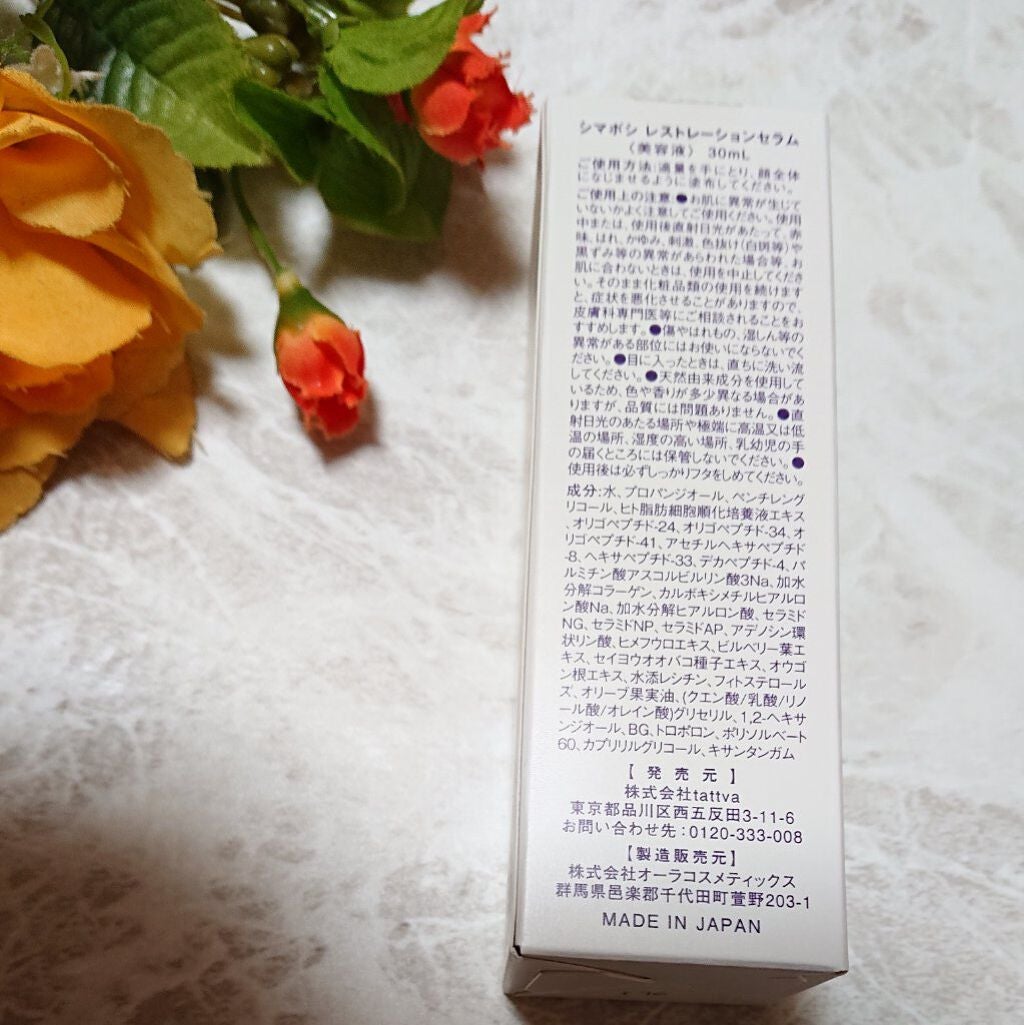 シマボシ レストレーションセラム
〈美容液〉 30mL
ご使用方法:適量を手にとり、顔全体
になじませるように塗布してください。
ご使用上の注意:●お肌に異常が生じて
いないかよく注意してご使用ください。使用
中または、使用後直射日光があたって、赤
味、はれ、かゆみ、刺激、色抜け(白斑等)や
黒ずみ等の異常があらわれた場合等、お
肌に合わないときは、使用を中止してくださ
い。そのまま化粧品類の使用を続けます
と、症状を悪化させることがありますので、
皮膚科専門医等にご相談されることをお
すすめします。●傷やはれもの、湿しん等の
異常がある部位にはお使いにならないでく
ださい。●目に入ったときは、直ちに洗い流
してください。●天然由来成分を使用して
いるため、色や香りが多少異なる場合があ
りますが、品質には問題ありません。●直
射日光のあたる場所や極端に高温又は低
温の場所、湿度の高い場所、乳幼児の手
の届くところには保管しないでください。●
使用後は必ずしっかりフタをしめてください。
成分:水、プロパンジオール、ペンチレング
リコール、ヒト脂肪細胞順化培養液エキス
、オリゴペプチド-24、オリゴペプチド-34、オ
リゴペプチド-41、アセチルヘキサペプチド
-8、ヘキサペプチド-33、デカペプチド-4、パ
ルミチン酸アスコルビルリン酸3Na、加水
分解コラーゲン、カルボキシメチルヒアルロ
ン酸Na、加水分解ヒアルロン酸、セラミド
NG、セラミドNP、セラミドAP、アデノシン環
状リン酸、ヒメフウロエキス、ビルベリー葉エ
キス、セイヨウオオバコ種子エキス、オウゴ
ン根エキス、水添レシチン、フィトステロール
ズ、オリーブ果実油、(クエン酸/乳酸/リノ
ール酸/オレイン酸)グリセリル、1,2-ヘキサ
ンジオール、BG、トロポロン、ポリソルベート
60、カプリリルグリコール、キサンタンガム
【 発 売 元 】
株式会社tattva
東京都品川区西五反田3-11-6
お問い合わせ先:0120-333-008
【製造販売元】
株式会社オーラコスメティックス
群馬県邑楽郡千代田町萱野203-1
MADE IN JAPAN